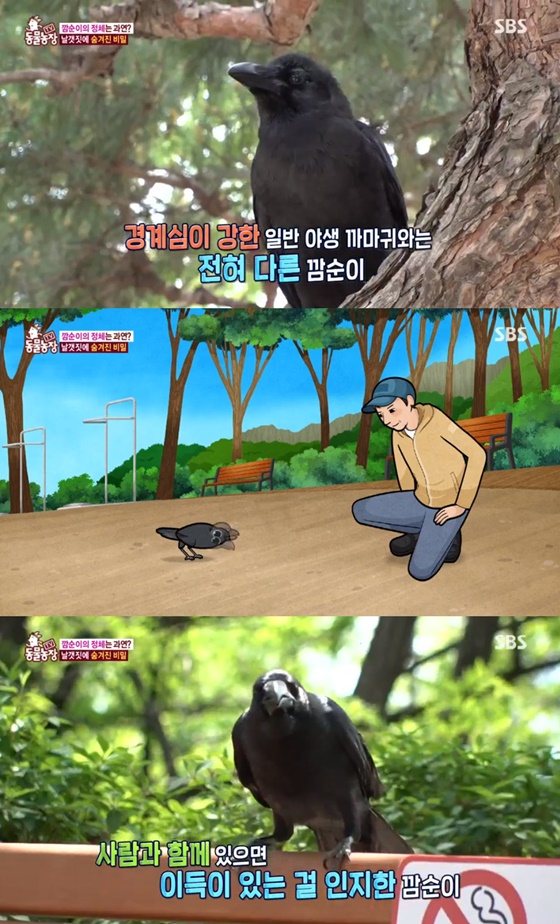 TV
동물농장
깜순이의 정체는 과연?
날갯짓에 숨겨진 비밀
SBS
경계심이 강한 일반 야생 까마귀와는
전혀 다른 깜순이
TV
동물농장
깜순이의 정체는 과연?
날갯짓에 숨겨진 비밀
SBS
TV
동물농장
깜순이의 정체는 과연?
날갯짓에 숨겨진 비밀
SBS
사람과 함께 있으면
이득이 있는 걸 인지한 깜순이